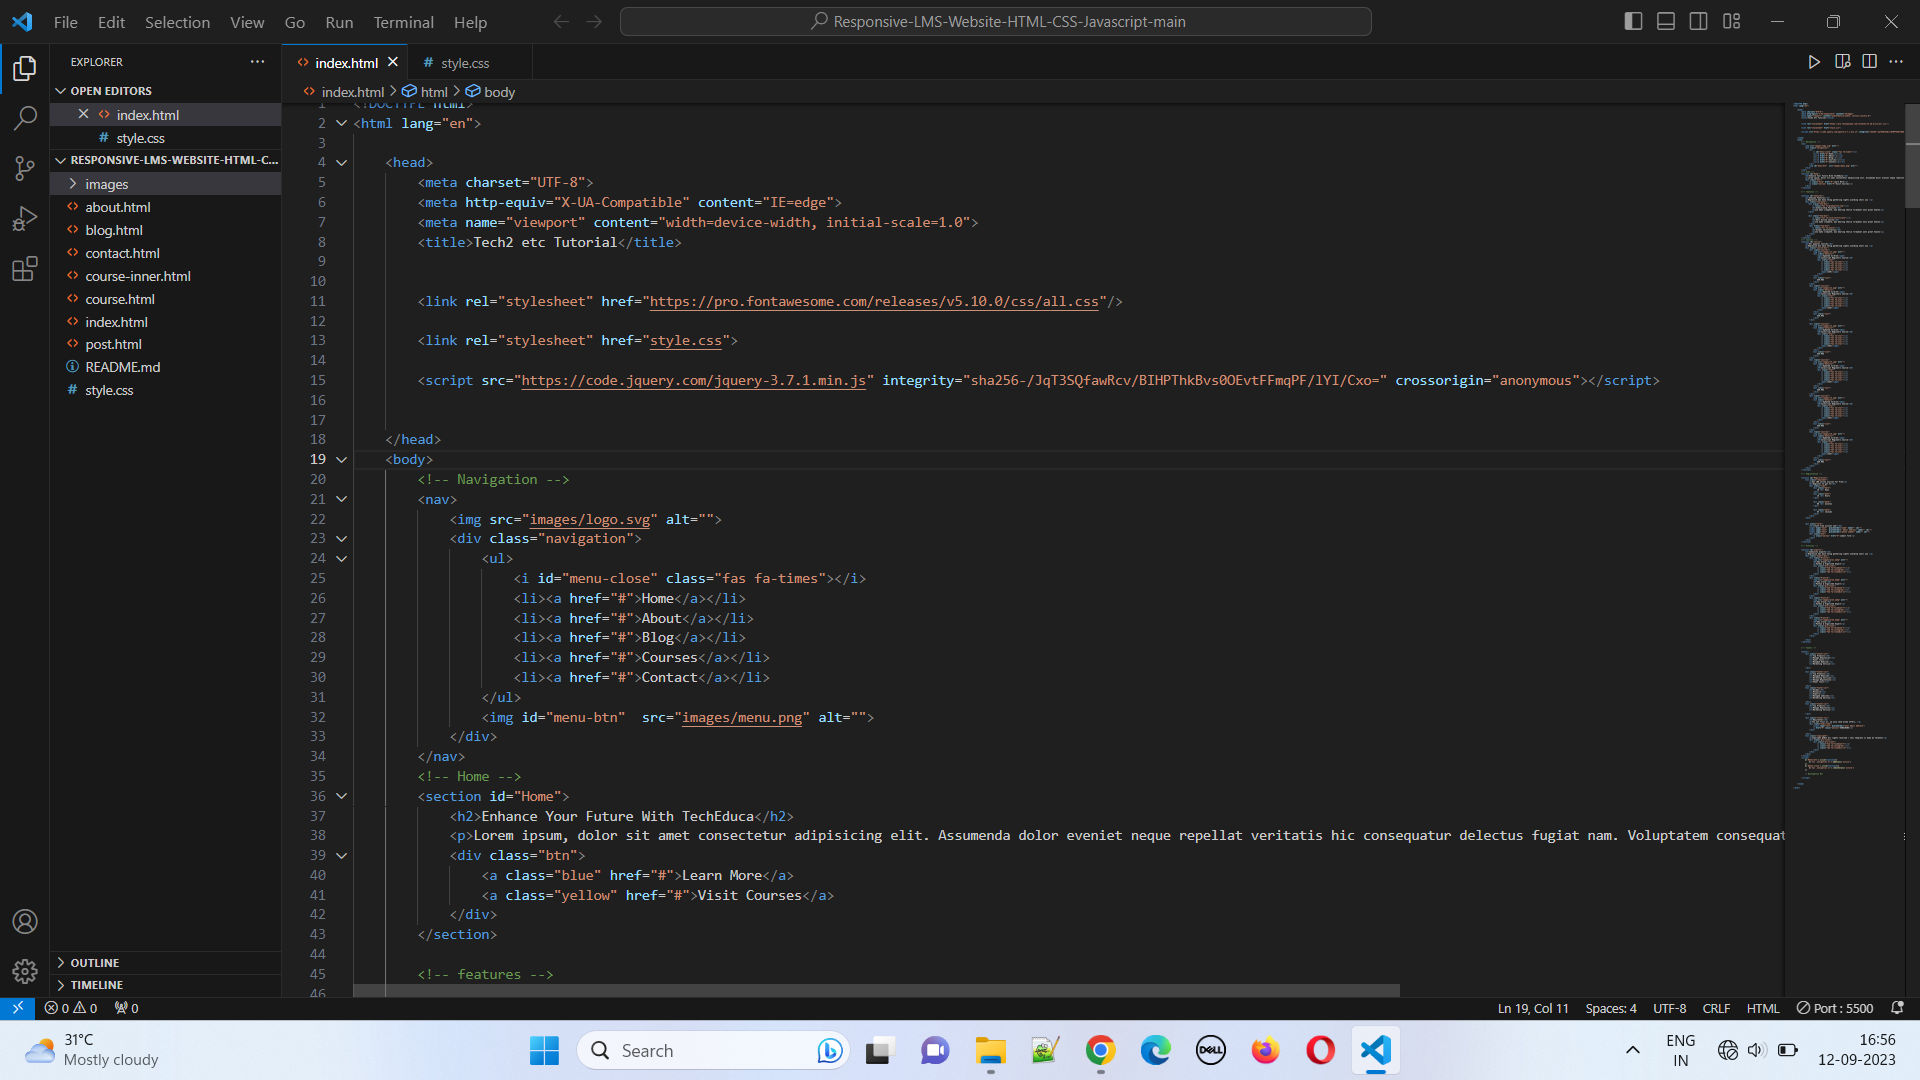 File Edit Selection View Go Run Terminal Help
Responsive-LMS-Website-HTML-CSS-Javascript-main
EXPLORER
OPEN EDITORS
index.html
style.css
RESPONSIVE-LMS-WEBSITE-HTML-C...
images
about.html
blog.html
contact.html
course-inner.html
course.html
index.html
post.html
README.md
style.css
OUTLINE
TIMELINE
index.html style.css
index.html > html > body
1 <!DOCTYPE html>
2 <html lang="en">
3
4 <head>
5 <meta charset="UTF-8">
6 <meta http-equiv="X-UA-Compatible" content="IE=edge">
7 <meta name="viewport" content="width=device-width, initial-scale=1.0">
8 <title>Tech2 etc Tutorial</title>
9
10
11 <link rel="stylesheet" href="https://pro.fontawesome.com/releases/v5.10.0/css/all.css"/>
12
13 <link rel="stylesheet" href="style.css">
14
15 <script src="https://code.jquery.com/jquery-3.7.1.min.js" integrity="sha256-/JqT3SQfawRcv/BIHPThkBvs0OEvtFFmqPF/lYI/Cxo=" crossorigin="anonymous"></script>
16
17
18 </head>
19 <body>
20 <!-- Navigation -->
21 <nav>
22 <img src="images/logo.svg" alt="">
23 <div class="navigation">
24 <ul>
25 <i id="menu-close" class="fas fa-times"></i>
26 <li><a href="#">Home</a></li>
27 <li><a href="#">About</a></li>
28 <li><a href="#">Blog</a></li>
29 <li><a href="#">Courses</a></li>
30 <li><a href="#">Contact</a></li>
31 </ul>
32 <img id="menu-btn"  src="images/menu.png" alt="">
33 </div>
34 </nav>
35 <!-- Home -->
36 <section id="Home">
37 <h2>Enhance Your Future With TechEduca</h2>
38 <p>Lorem ipsum, dolor sit amet consectetur adipisicing elit. Assumenda dolor eveniet neque repellat veritatis hic consequatur delectus fugiat nam. Voluptatem consequat
39 <div class="btn">
40 <a class="blue" href="#">Learn More</a>
41 <a class="yellow" href="#">Visit Courses</a>
42 </div>
43 </section>
44
45 <!-- features -->
46
0 0 0
Ln 19, Col 11 Spaces: 4 UTF-8 CRLF HTML Port : 5500
31°C
Mostly cloudy
Search
DELL
ENG
IN
16:56
12-09-2023